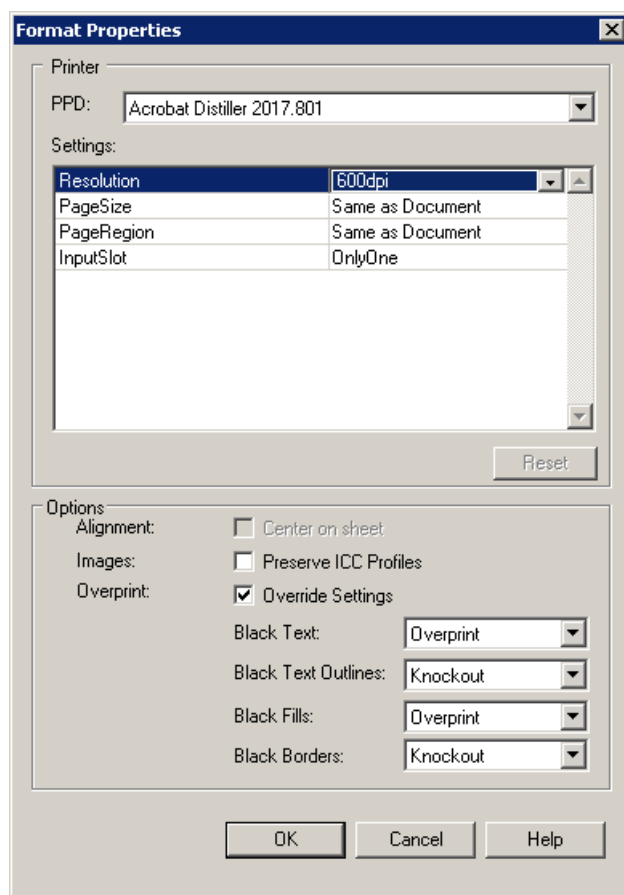 Format Properties
Printer
PPD: Acrobat Distiller 2017.801
Settings:
Resolution 600dpi
PageSize Same as Document
PageRegion Same as Document
InputSlot OnlyOne
Reset
Options
Alignment: Center on sheet
Images: Preserve ICC Profiles
Overprint: Override Settings
Black Text: Overprint
Black Text Outlines: Knockout
Black Fills: Overprint
Black Borders: Knockout
OK Cancel Help